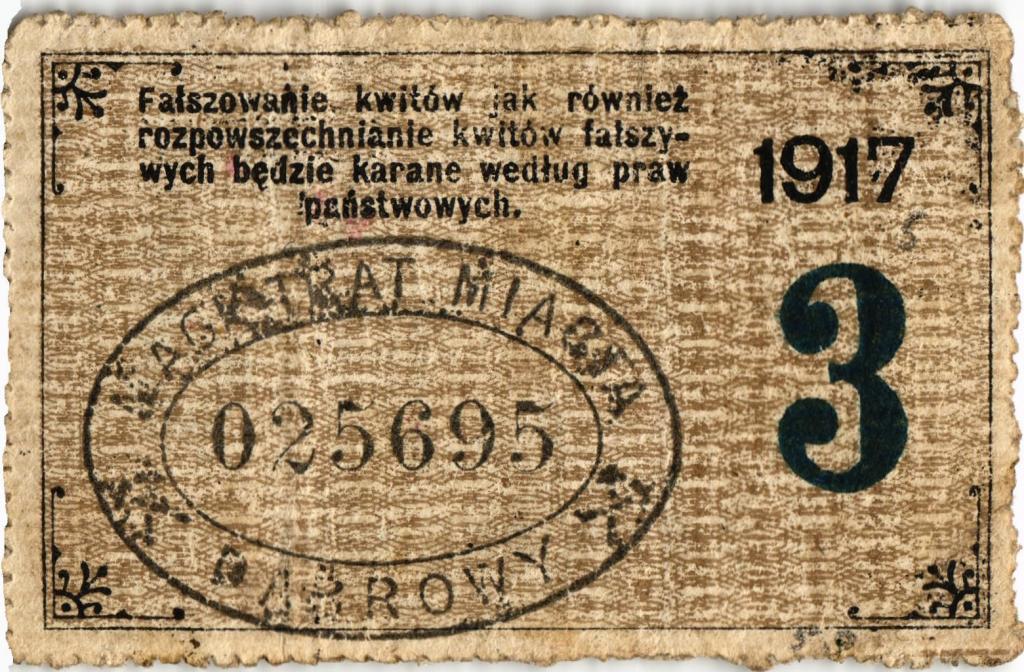 Fałszowanie kwitów jak również
rozpowszechnianie kwitów fałszy-
wych będzie karane według praw
państwowych.
1917
3
MAGISTRAT MIASTA
025695
DĄBROWY